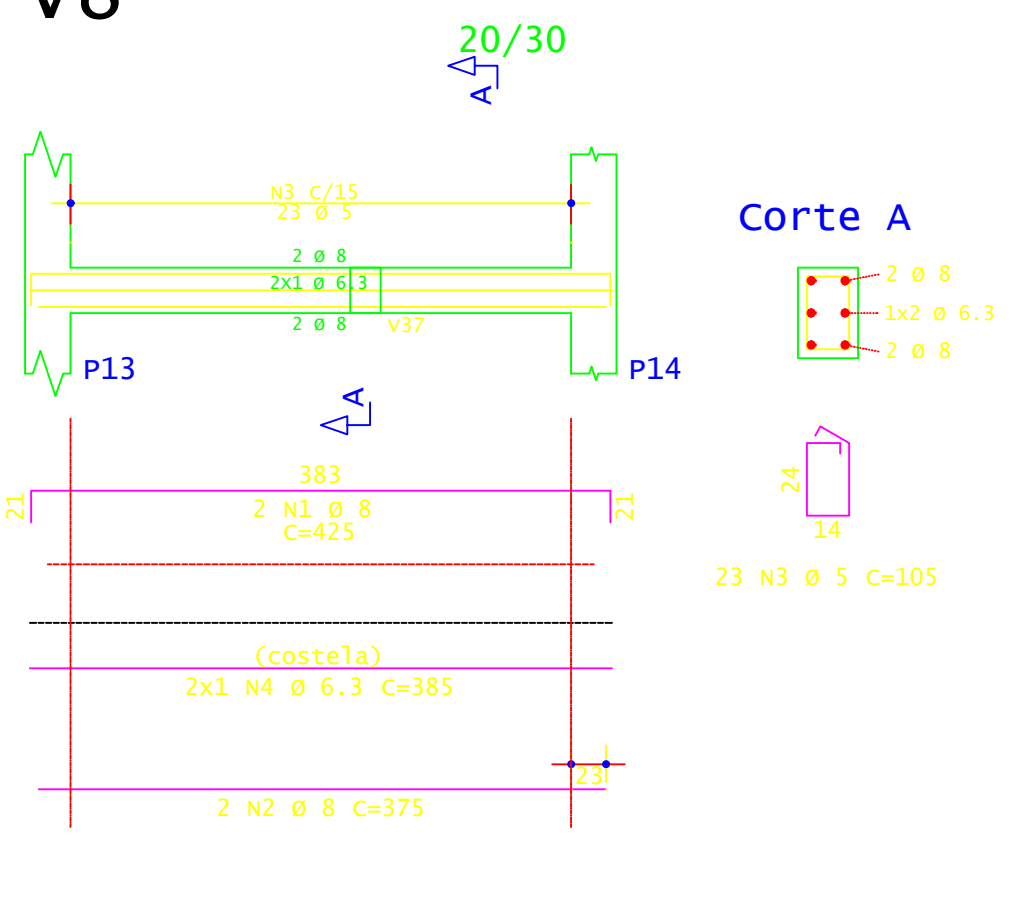 V8
20/30
A
N3 C/15
23 Ø 5
2 Ø 8
2X1 Ø 6.3
2 Ø 8
V37
P13
P14
A
Corte A
2 Ø 8
1x2 Ø 6.3
2 Ø 8
383
21
21
2 N1 Ø 8
C=425
24
14
23 N3 Ø 5 C=105
(costela)
2x1 N4 Ø 6.3 C=385
23
2 N2 Ø 8 C=375